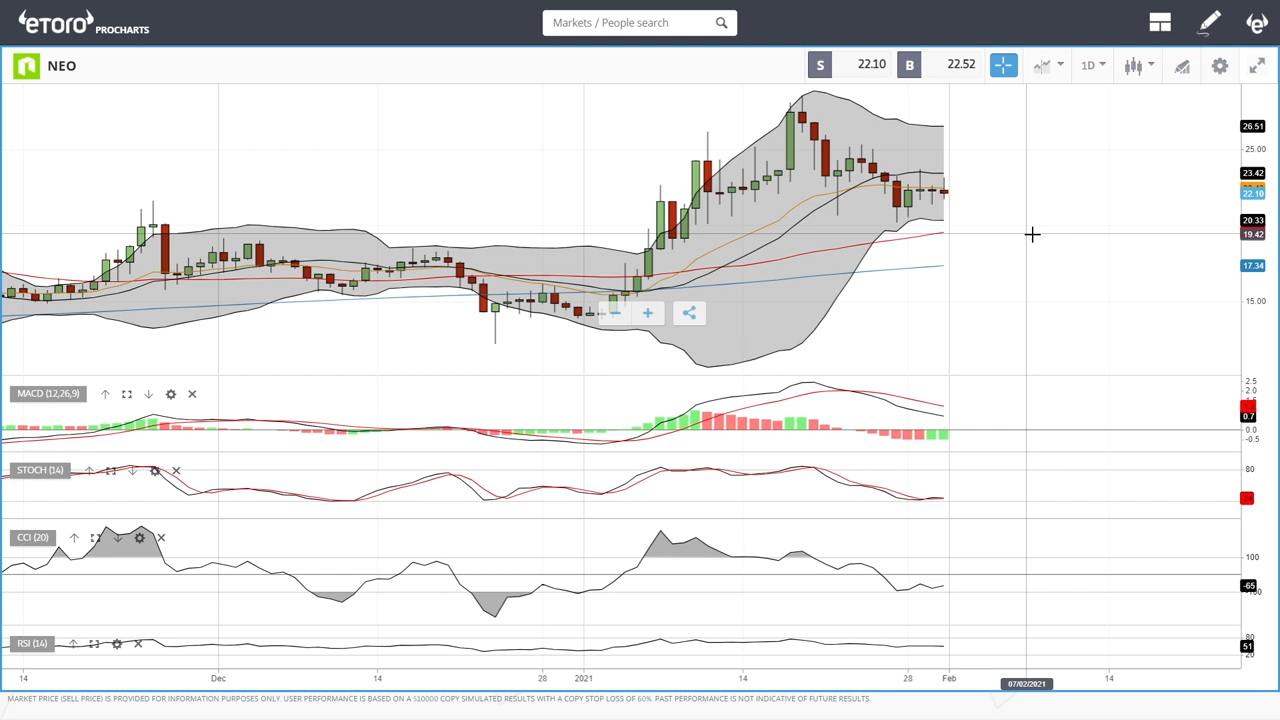 eToro PROCHARTS
Markets / People search
NEO
S 22.10 B 22.52
1D
26.51
25.00
23.42
22.10
20.33
19.42
17.34
15.00
MACD (12,26,9)
2.5
2.0
0.7
0.0
-0.5
STOCH (14)
80
CCI (20)
100
-65
-100
RSI (14)
80
51
20
14 Dec 14 28 2021 14 28 Feb 14
07/02/2021
MARKET PRICE (SELL PRICE) IS PROVIDED FOR INFORMATION PURPOSES ONLY. USER PERFORMANCE IS BASED ON A $10000 COPY SIMULATED RESULTS WITH A COPY STOP LOSS OF 60%. PAST PERFORMANCE IS NOT INDICATIVE OF FUTURE RESULTS.